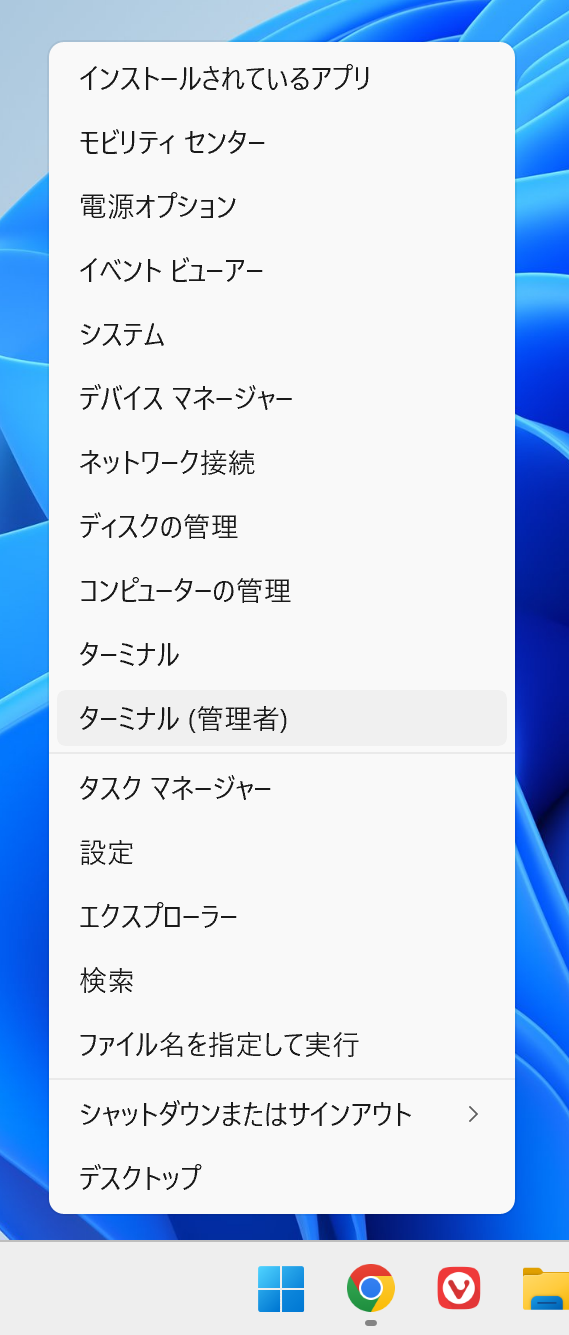 インストールされているアプリ
モビリティ センター
電源オプション
イベント ビューアー
システム
デバイス マネージャー
ネットワーク接続
ディスクの管理
コンピューターの管理
ターミナル
ターミナル (管理者)
タスク マネージャー
設定
エクスプローラー
検索
ファイル名を指定して実行
シャットダウンまたはサインアウト
デスクトップ